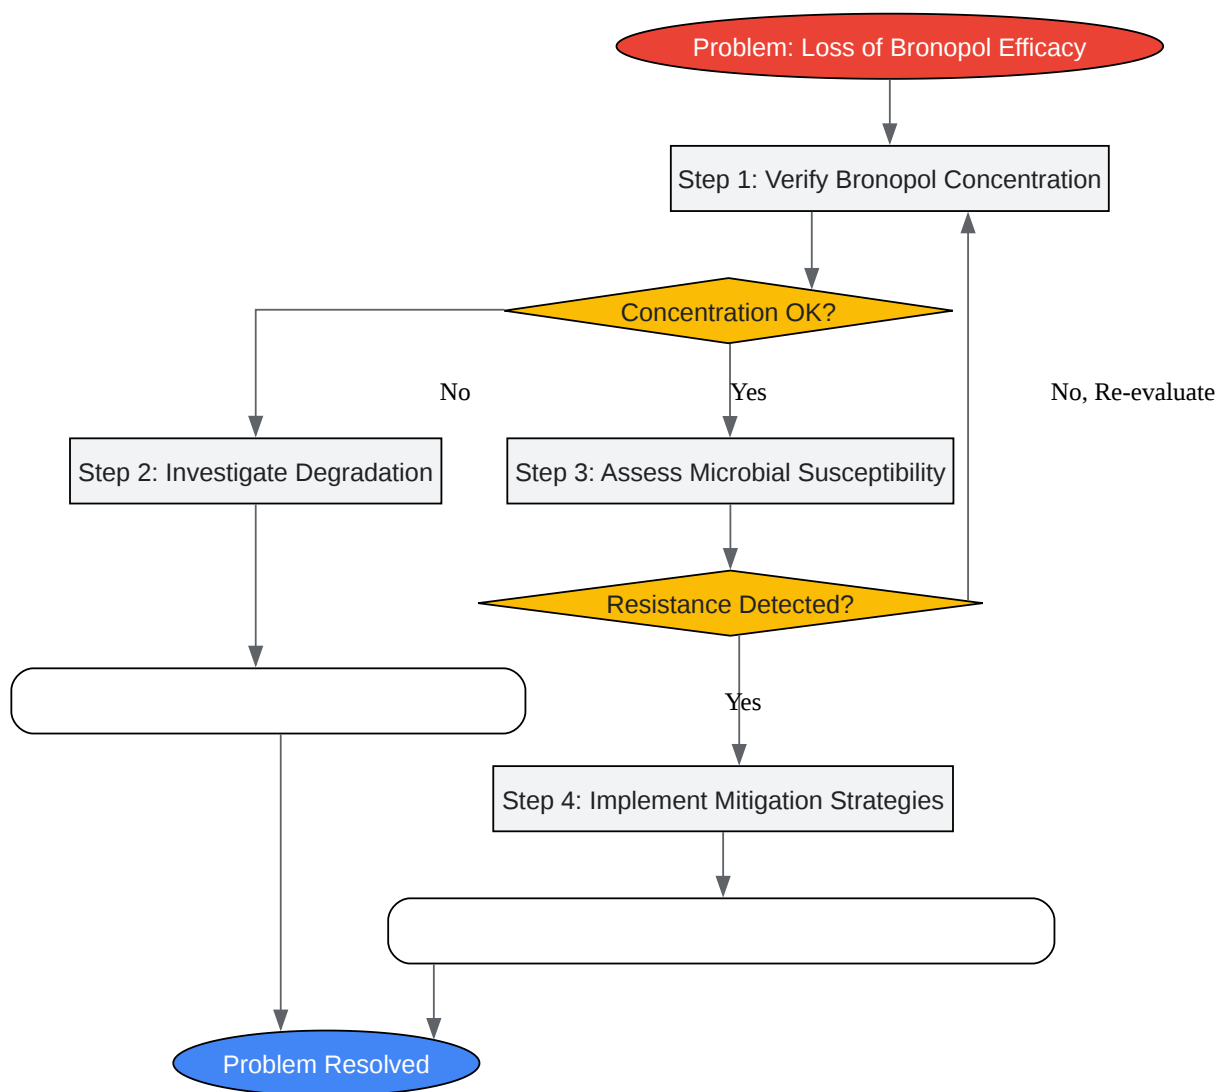 Problem: Loss of Bronopol Efficacy
Step 1: Verify Bronopol Concentration
Concentration OK?
No
Yes
No, Re-evaluate
Step 2: Investigate Degradation
Step 3: Assess Microbial Susceptibility
Resistance Detected?
Yes
Step 4: Implement Mitigation Strategies
Problem Resolved